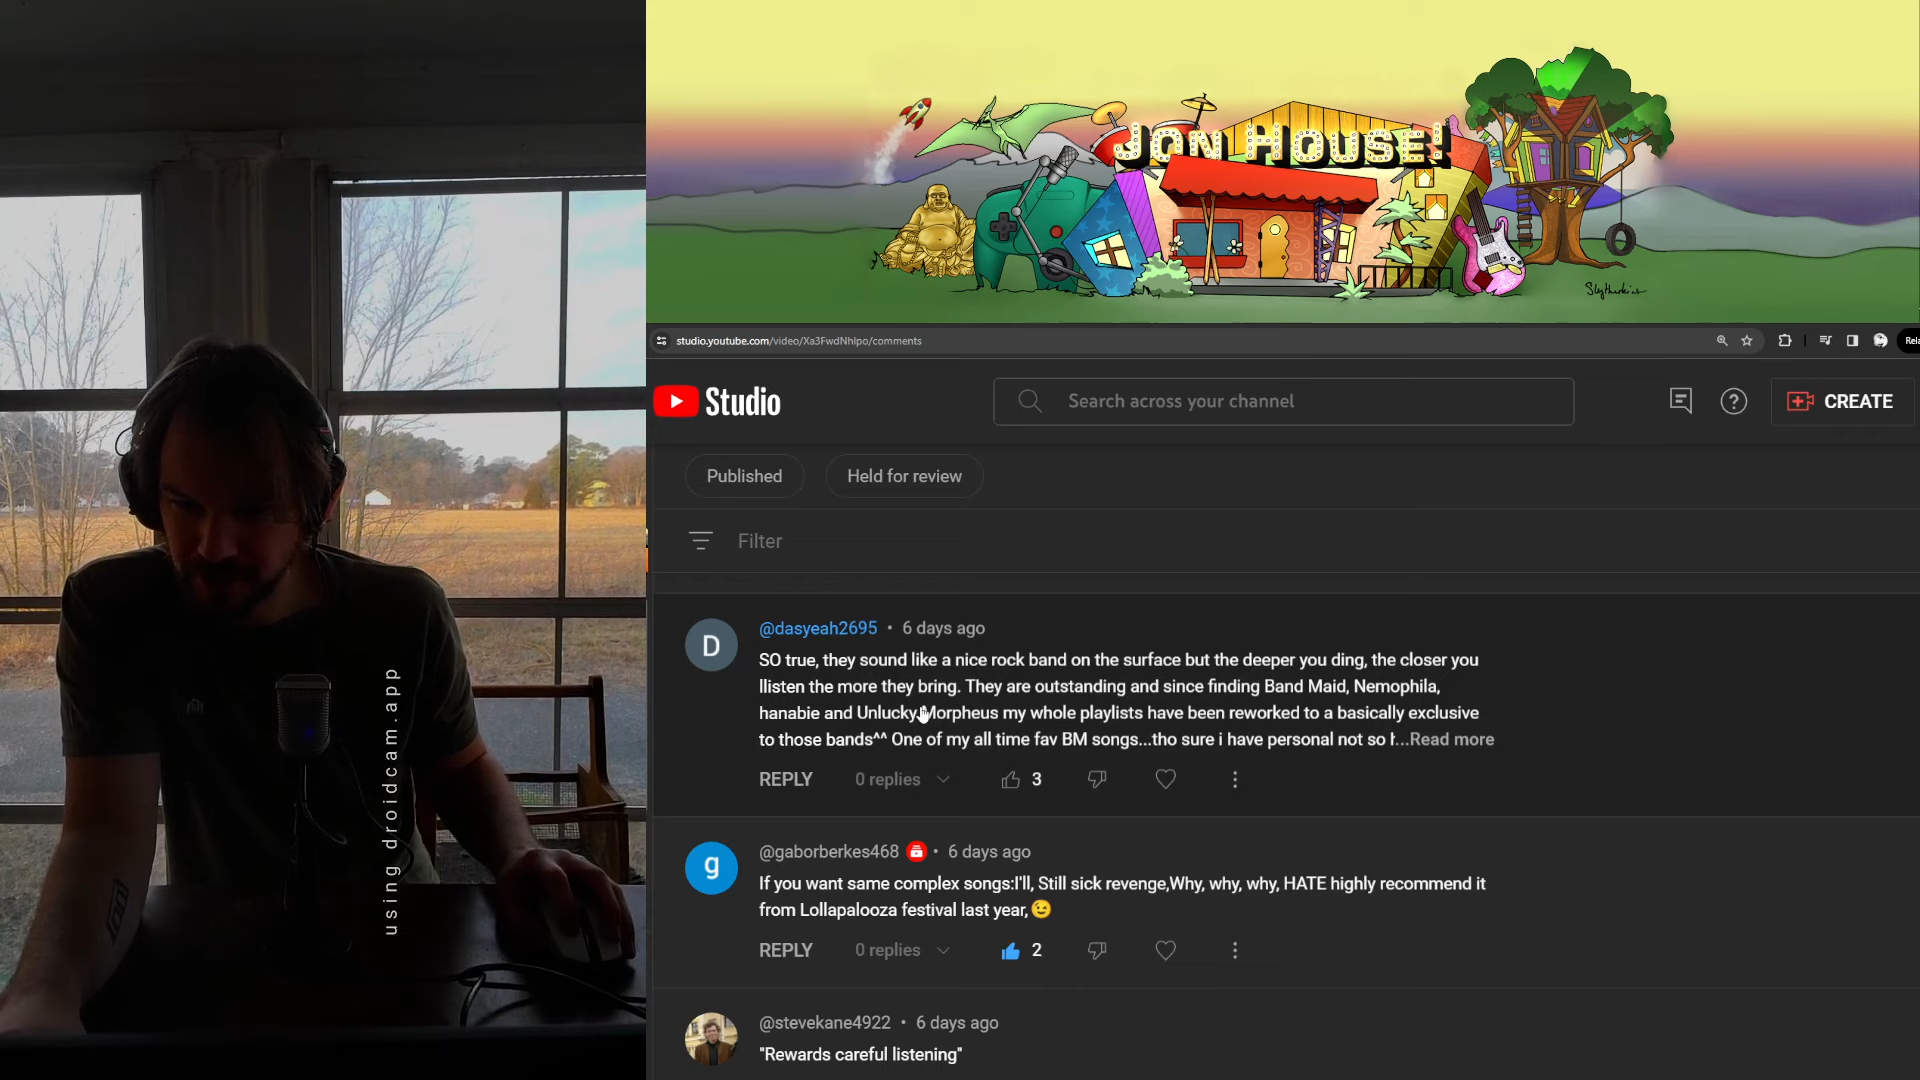 JON HOUSE!
Slytherkins
studio.youtube.com/video/Xa3FwdNhlpo/comments
Rela
Studio
Search across your channel
CREATE
Published
Held for review
Filter
D
@dasyeah2695 • 6 days ago
SO true, they sound like a nice rock band on the surface but the deeper you ding, the closer you
llisten the more they bring. They are outstanding and since finding Band Maid, Nemophila,
hanabie and Unlucky Morpheus my whole playlists have been reworked to a basically exclusive
to those bands^^ One of my all time fav BM songs...tho sure i have personal not so h...Read more
REPLY 0 replies 3
g
@gaborberkes468 • 6 days ago
If you want same complex songs:I'll, Still sick revenge,Why, why, why, HATE highly recommend it
from Lollapalooza festival last year,😉
REPLY 0 replies 2
@stevekane4922 • 6 days ago
"Rewards careful listening"
using droidcam.app